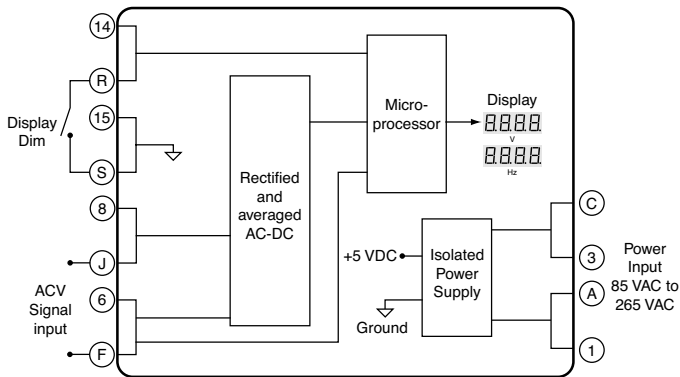 14
R
15
S
8
J
6
F
Display
Dim
ACV
Signal
input
Rectified
and
averaged
AC-DC
Micro-
processor
Display
8.8.8.8.
V
8.8.8.8.
Hz
+5 VDC
Ground
Isolated
Power
Supply
C
3
A
1
Power
Input
85 VAC to
265 VAC